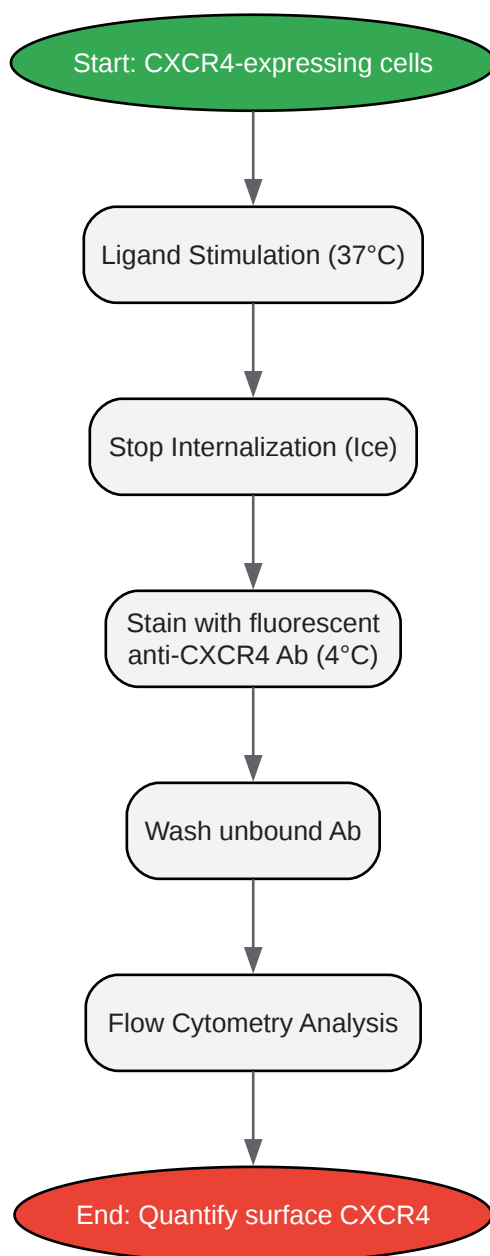 Start: CXCR4-expressing cells
Ligand Stimulation (37°C)
Stop Internalization (Ice)
Stain with fluorescent
anti-CXCR4 Ab (4°C)
Wash unbound Ab
Flow Cytometry Analysis
End: Quantify surface CXCR4